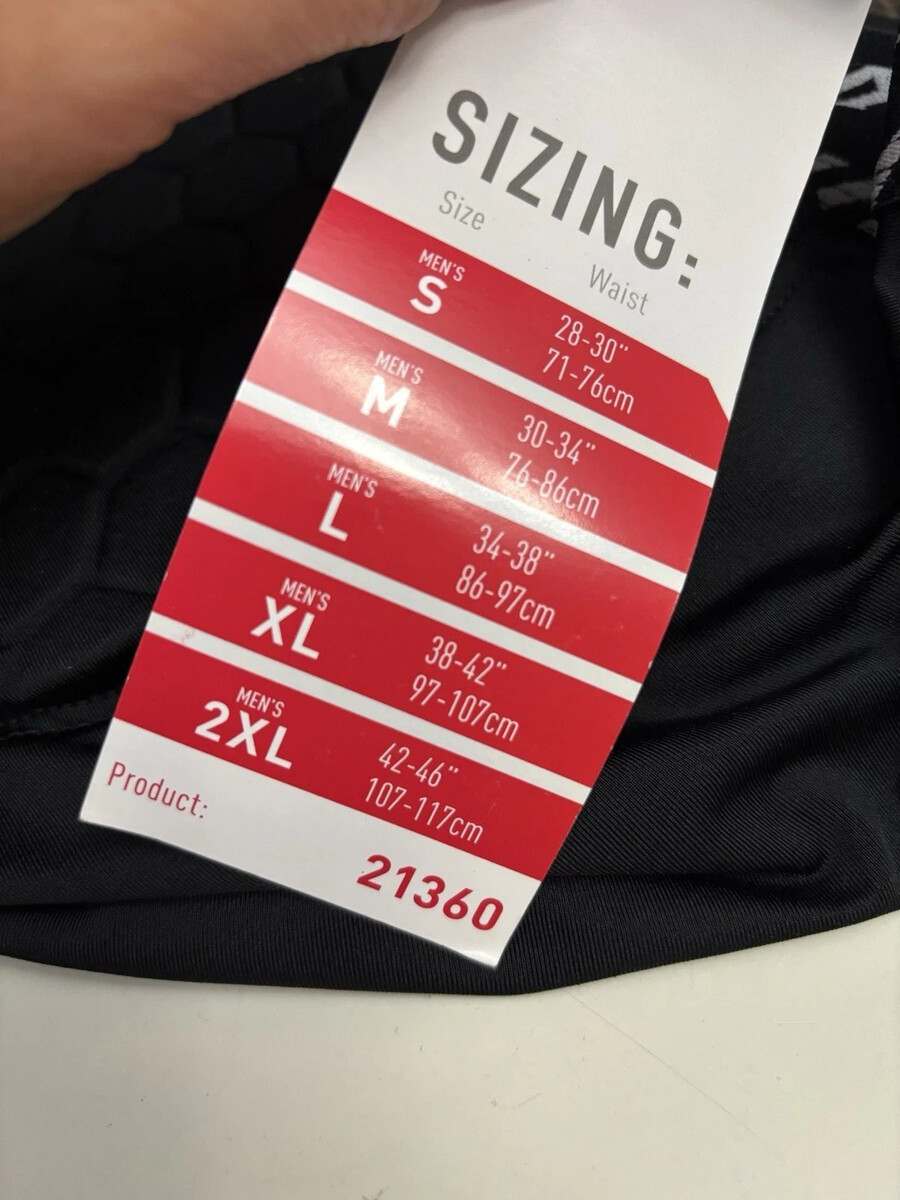 SIZING:
Size Waist
MEN'S
S
28-30"
71-76cm
MEN'S
M
30-34"
76-86cm
MEN'S
L
34-38"
86-97cm
MEN'S
XL
38-42"
97-107cm
MEN'S
2XL
42-46"
107-117cm
Product:
21360